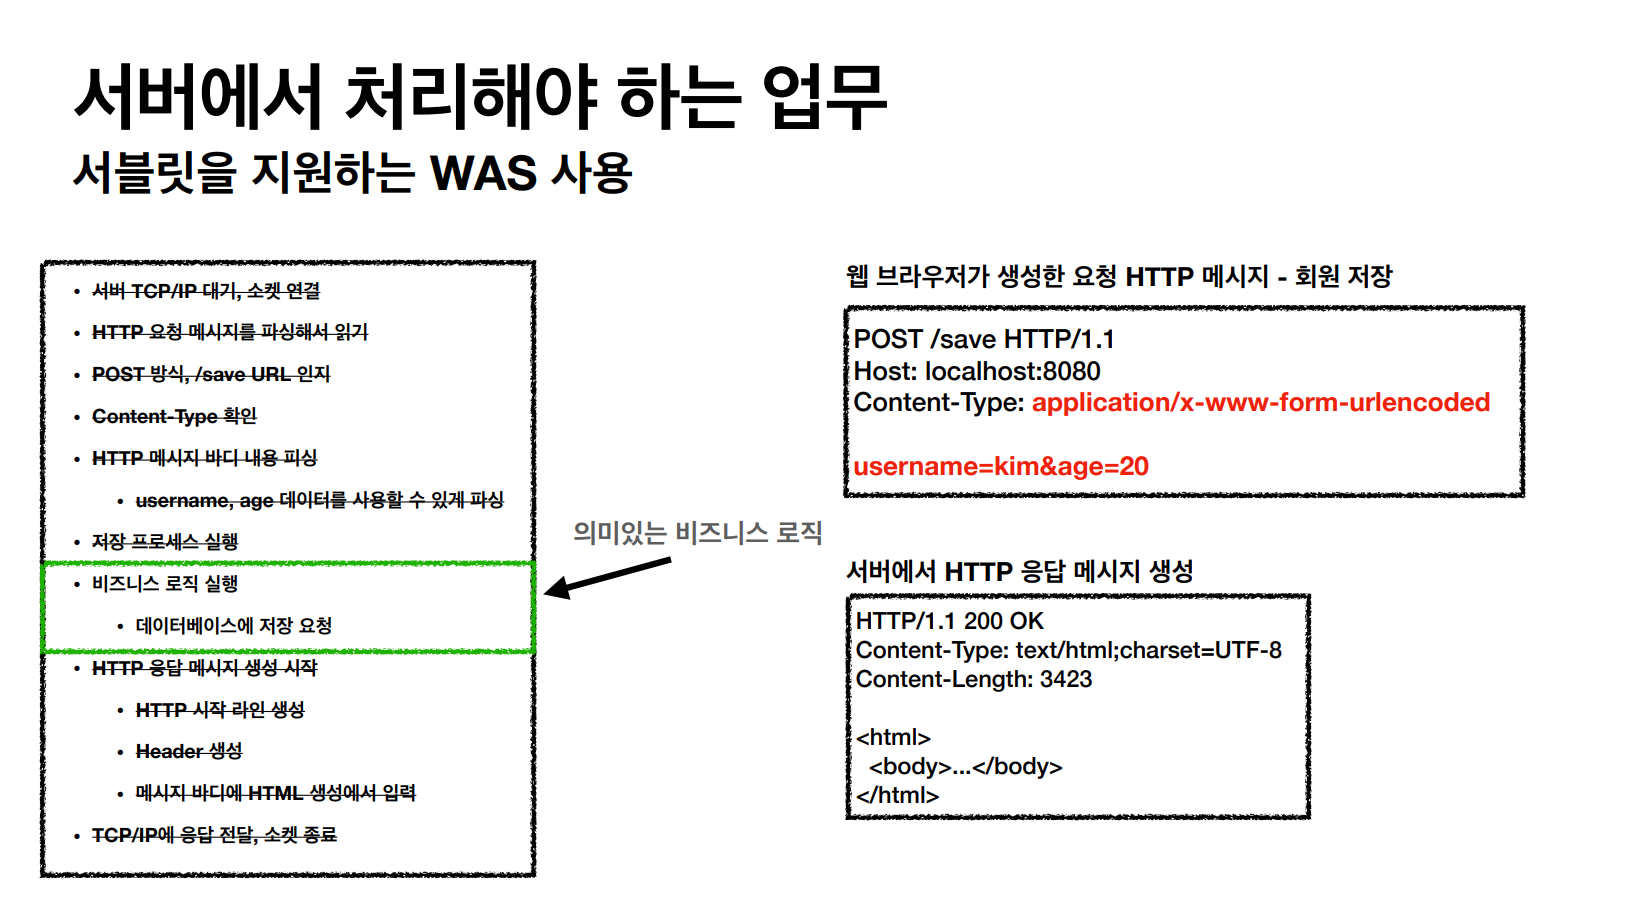 서버에서 처리해야 하는 업무
서블릿을 지원하는 WAS 사용
• 서버 TCP/IP 대기, 소켓 연결
• HTTP 요청 메시지를 파싱해서 읽기
• POST 방식, /save URL 인지
• Content-Type 확인
• HTTP 메시지 바디 내용 피싱
• username, age 데이터를 사용할 수 있게 파싱
• 저장 프로세스 실행
• 비즈니스 로직 실행
• 데이터베이스에 저장 요청
• HTTP 응답 메시지 생성 시작
• HTTP 시작 라인 생성
• Header 생성
• 메시지 바디에 HTML 생성에서 입력
• TCP/IP에 응답 전달, 소켓 종료
의미있는 비즈니스 로직
웹 브라우저가 생성한 요청 HTTP 메시지 - 회원 저장
POST /save HTTP/1.1
Host: localhost:8080
Content-Type: application/x-www-form-urlencoded
username=kim&age=20
서버에서 HTTP 응답 메시지 생성
HTTP/1.1 200 OK
Content-Type: text/html;charset=UTF-8
Content-Length: 3423
<html>
<body>...</body>
</html>